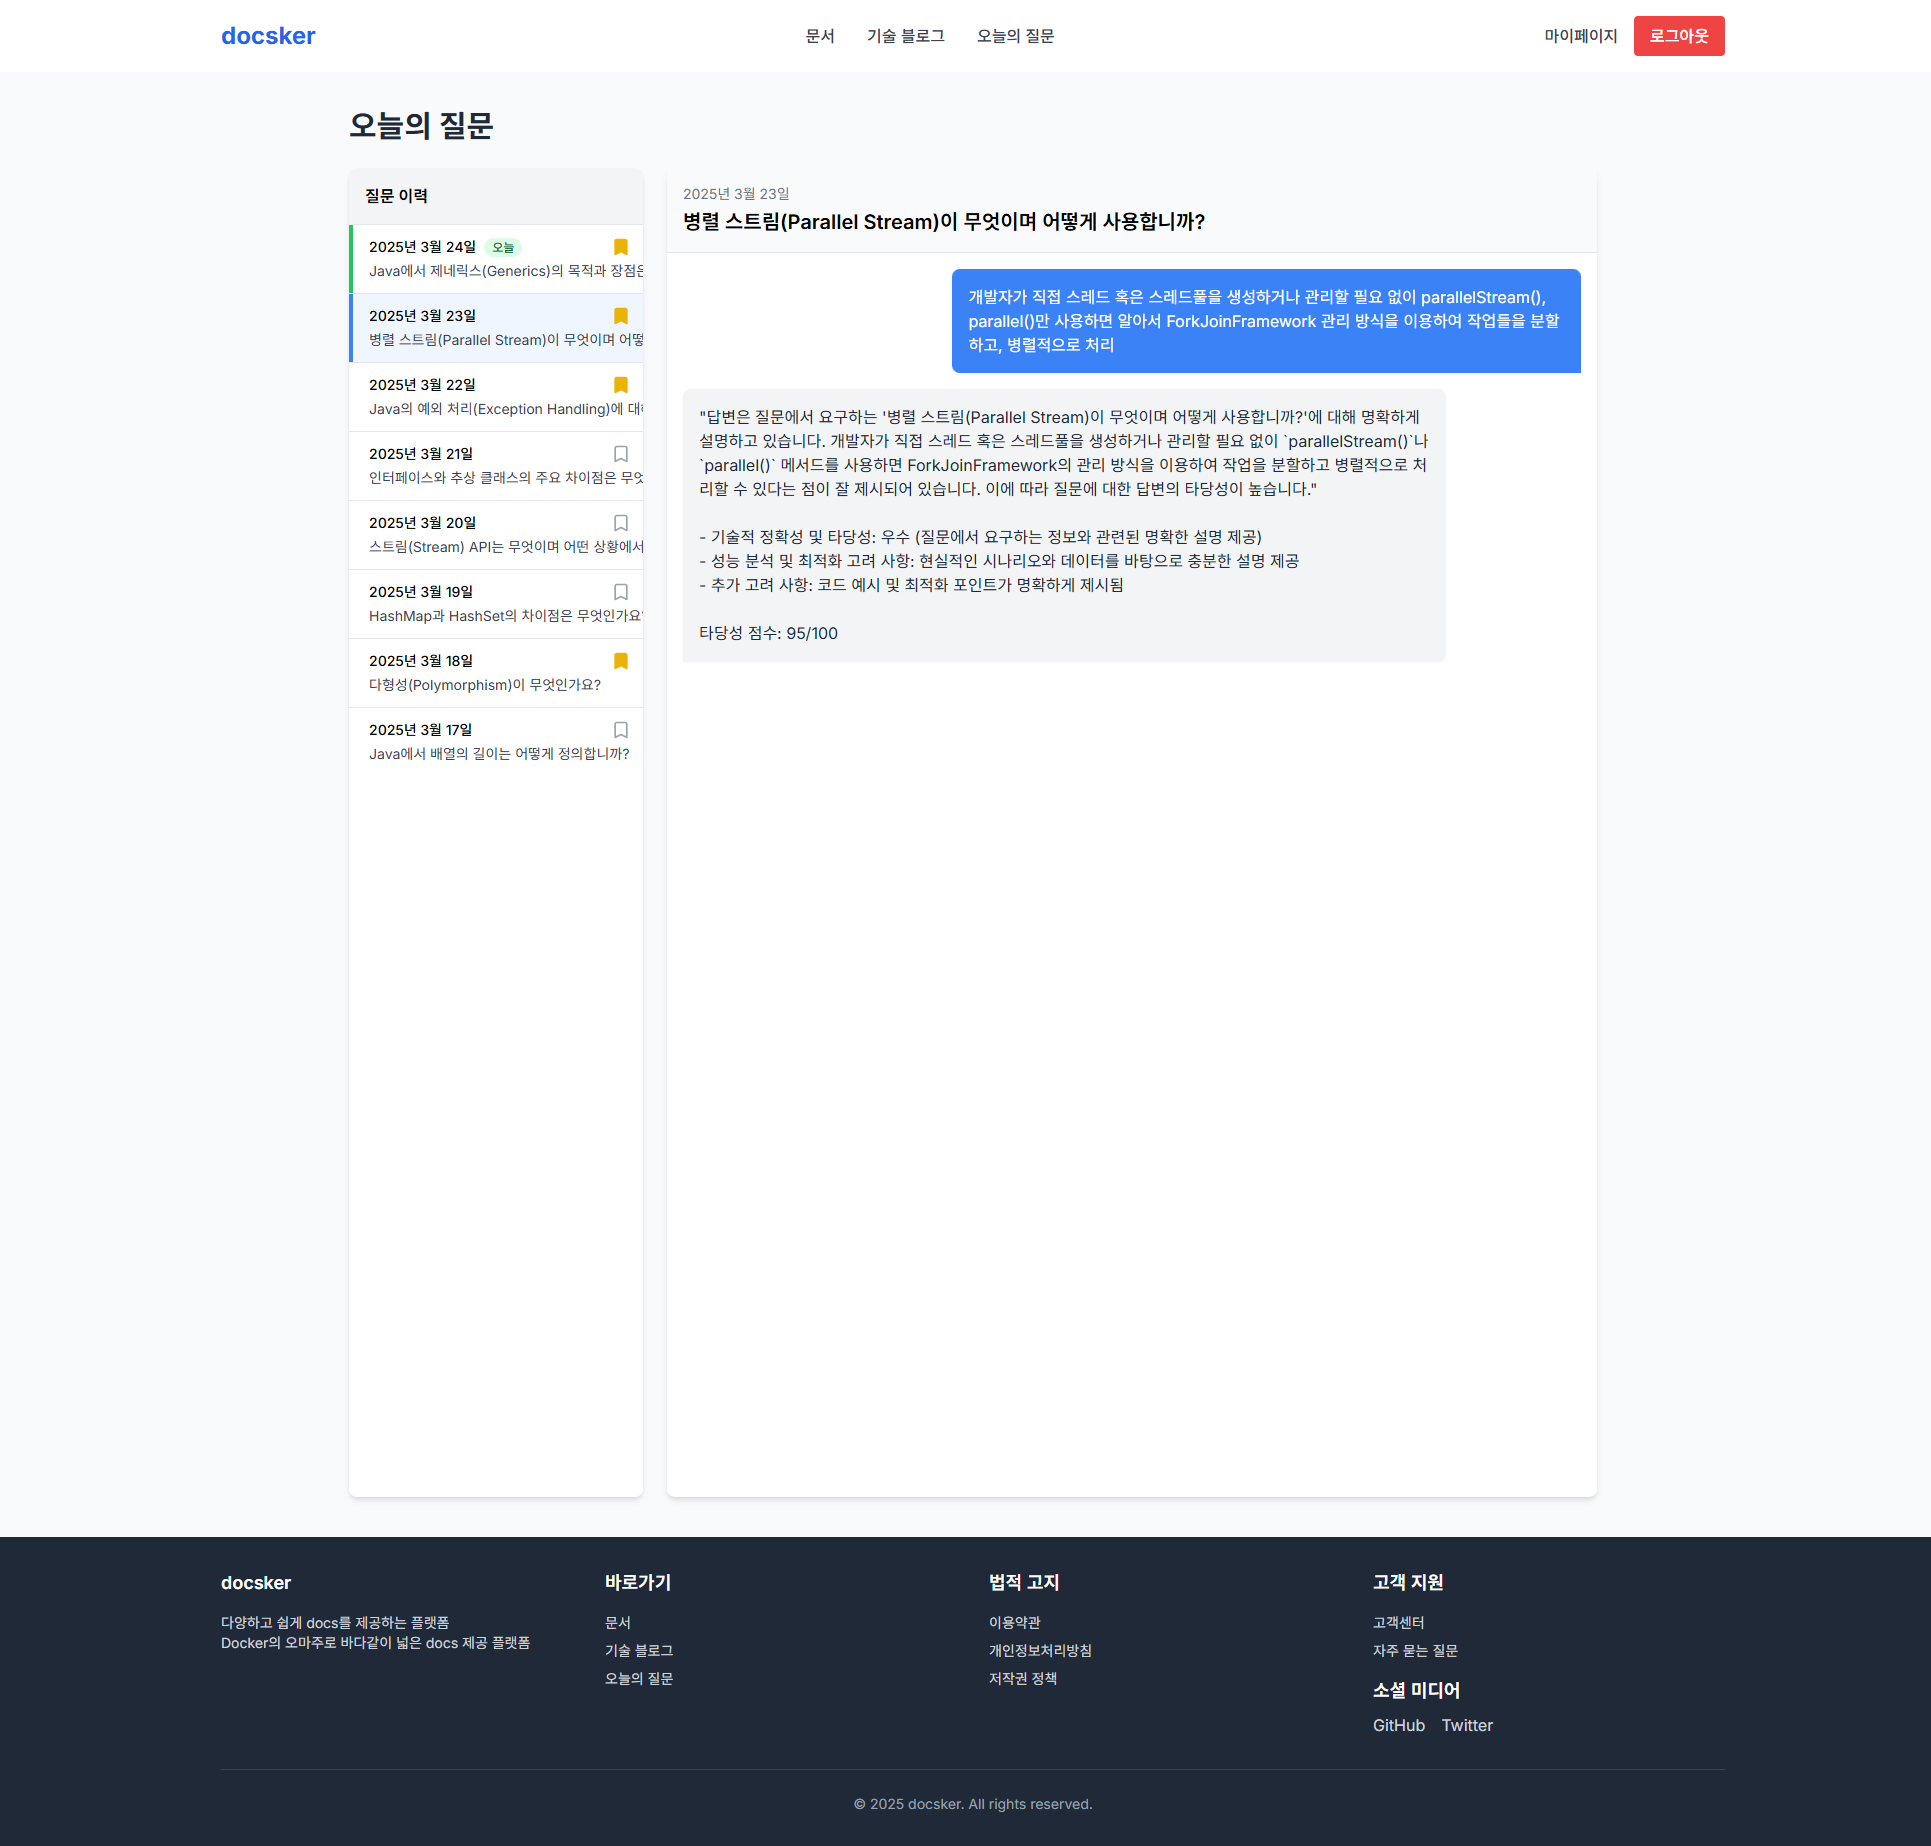 docsker
문서
기술 블로그
오늘의 질문
마이페이지
로그아웃
오늘의 질문
질문 이력
2025년 3월 24일 오늘
Java에서 제네릭스(Generics)의 목적과 장점은
2025년 3월 23일
병렬 스트림(Parallel Stream)이 무엇이며 어떻
2025년 3월 22일
Java의 예외 처리(Exception Handling)에 대
2025년 3월 21일
인터페이스와 추상 클래스의 주요 차이점은 무엇
2025년 3월 20일
스트림(Stream) API는 무엇이며 어떤 상황에서
2025년 3월 19일
HashMap과 HashSet의 차이점은 무엇인가요?
2025년 3월 18일
다형성(Polymorphism)이 무엇인가요?
2025년 3월 17일
Java에서 배열의 길이는 어떻게 정의합니까?
2025년 3월 23일
병렬 스트림(Parallel Stream)이 무엇이며 어떻게 사용합니까?
개발자가 직접 스레드 혹은 스레드풀을 생성하거나 관리할 필요 없이 parallelStream(),
parallel()만 사용하면 알아서 ForkJoinFramework 관리 방식을 이용하여 작업들을 분할
하고, 병렬적으로 처리
"답변은 질문에서 요구하는 '병렬 스트림(Parallel Stream)이 무엇이며 어떻게 사용합니까?'에 대해 명확하게
설명하고 있습니다. 개발자가 직접 스레드 혹은 스레드풀을 생성하거나 관리할 필요 없이 `parallelStream()`나
`parallel()` 메서드를 사용하면 ForkJoinFramework의 관리 방식을 이용하여 작업을 분할하고 병렬적으로 처
리할 수 있다는 점이 잘 제시되어 있습니다. 이에 따라 질문에 대한 답변의 타당성이 높습니다."
- 기술적 정확성 및 타당성: 우수 (질문에서 요구하는 정보와 관련된 명확한 설명 제공)
- 성능 분석 및 최적화 고려 사항: 현실적인 시나리오와 데이터를 바탕으로 충분한 설명 제공
- 추가 고려 사항: 코드 예시 및 최적화 포인트가 명확하게 제시됨
타당성 점수: 95/100
docsker
다양하고 쉽게 docs를 제공하는 플랫폼
Docker의 오마주로 바다같이 넓은 docs 제공 플랫폼
바로가기
문서
기술 블로그
오늘의 질문
법적 고지
이용약관
개인정보처리방침
저작권 정책
고객 지원
고객센터
자주 묻는 질문
소셜 미디어
GitHub Twitter
© 2025 docsker. All rights reserved.